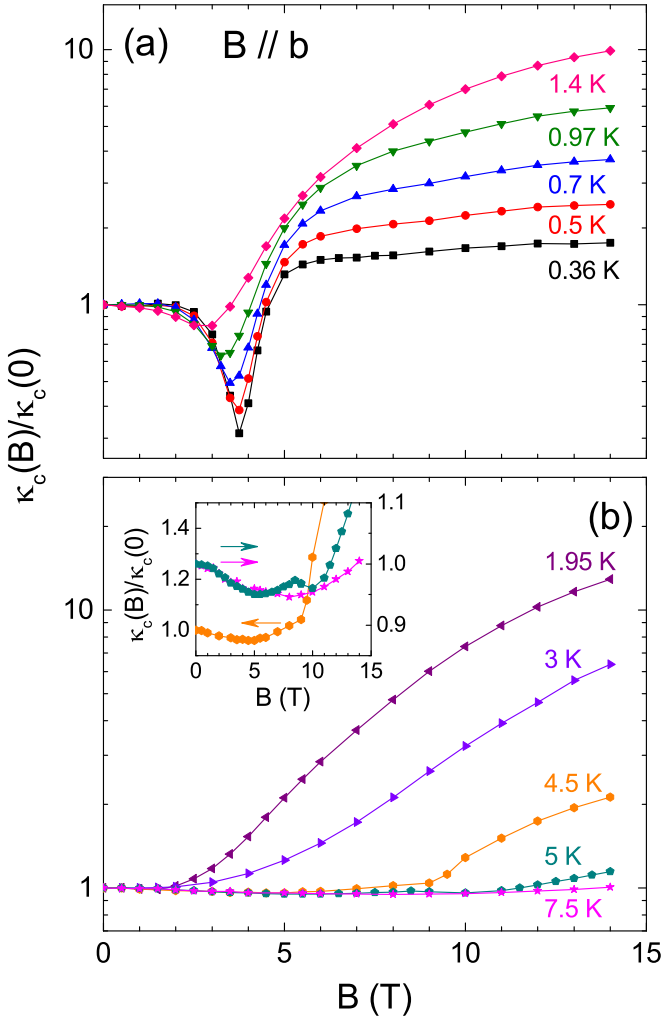 (a)
B // b
10
1.4 K
0.97 K
0.7 K
0.5 K
0.36 K
1
κc(B)/κc(0)
(b)
1.1
1.4
1.0
1.2
0.9
1.0
κc(B)/κc(0)
0
5
10
15
B (T)
1.95 K
10
3 K
4.5 K
5 K
1
7.5 K
0
5
10
15
B (T)